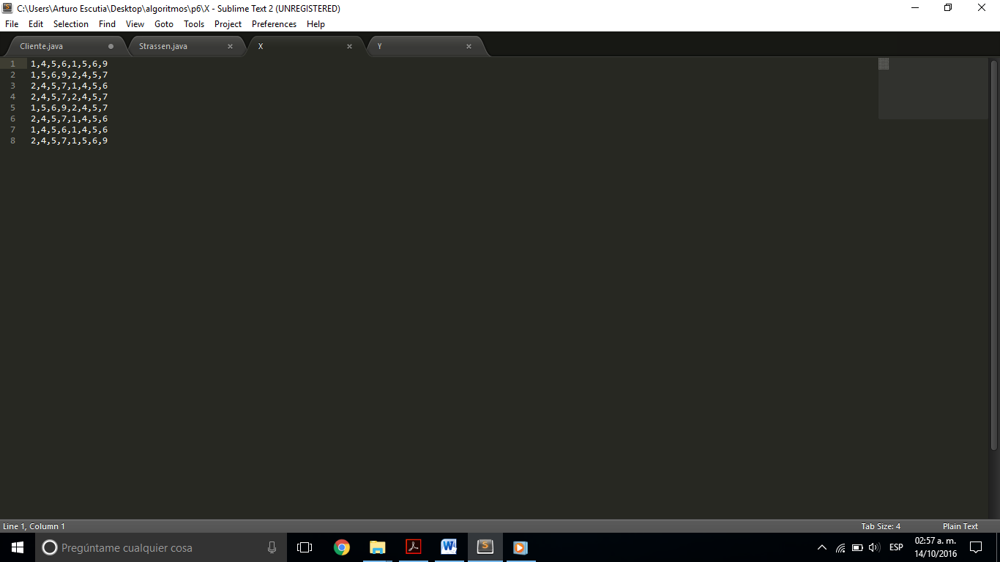 C:\Users\Arturo Escutia\Desktop\algoritmos\p6\X - Sublime Text 2 (UNREGISTERED)
File Edit Selection Find View Goto Tools Project Preferences Help
Cliente.java Strassen.java X Y
1 1,4,5,6,1,5,6,9
2 1,5,6,9,2,4,5,7
3 2,4,5,7,1,4,5,6
4 2,4,5,7,2,4,5,7
5 1,5,6,9,2,4,5,7
6 2,4,5,7,1,4,5,6
7 1,4,5,6,1,4,5,6
8 2,4,5,7,1,5,6,9
Line 1, Column 1 Tab Size: 4 Plain Text
Pregúntame cualquier cosa ESP 02:57 a. m.
14/10/2016